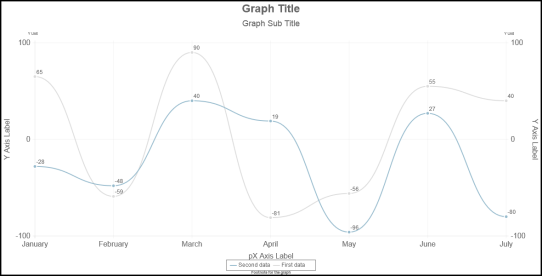 Graph Title
Graph Sub Title
Y Unit Y Unit
100 100
90
65
55
40 40
27
19
0 0
-28
-48
-59
-56
-81
-80
-96
-100 -100
Y Axis Label
Y Axis Label
January February March April May June July
pX Axis Label
Second data First data
Footnote for the graph